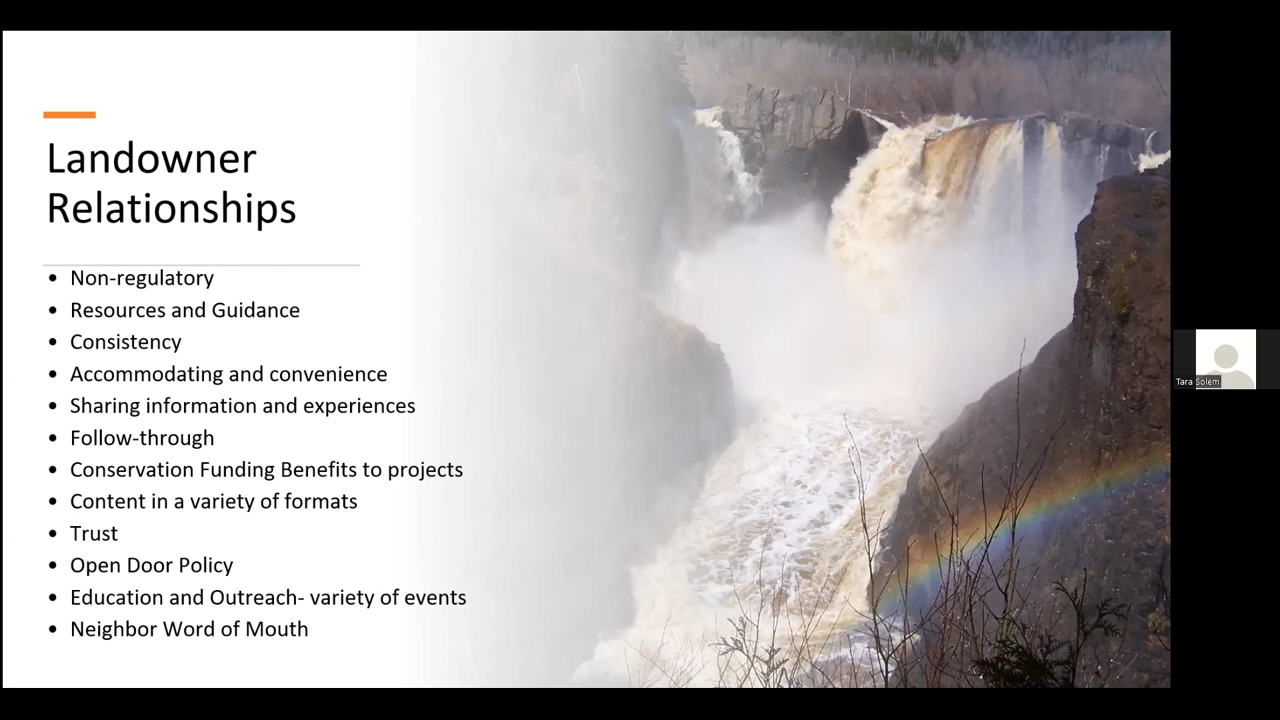 Landowner
Relationships
• Non-regulatory
• Resources and Guidance
• Consistency
• Accommodating and convenience
• Sharing information and experiences
• Follow-through
• Conservation Funding Benefits to projects
• Content in a variety of formats
• Trust
• Open Door Policy
• Education and Outreach- variety of events
• Neighbor Word of Mouth
Tara Solem